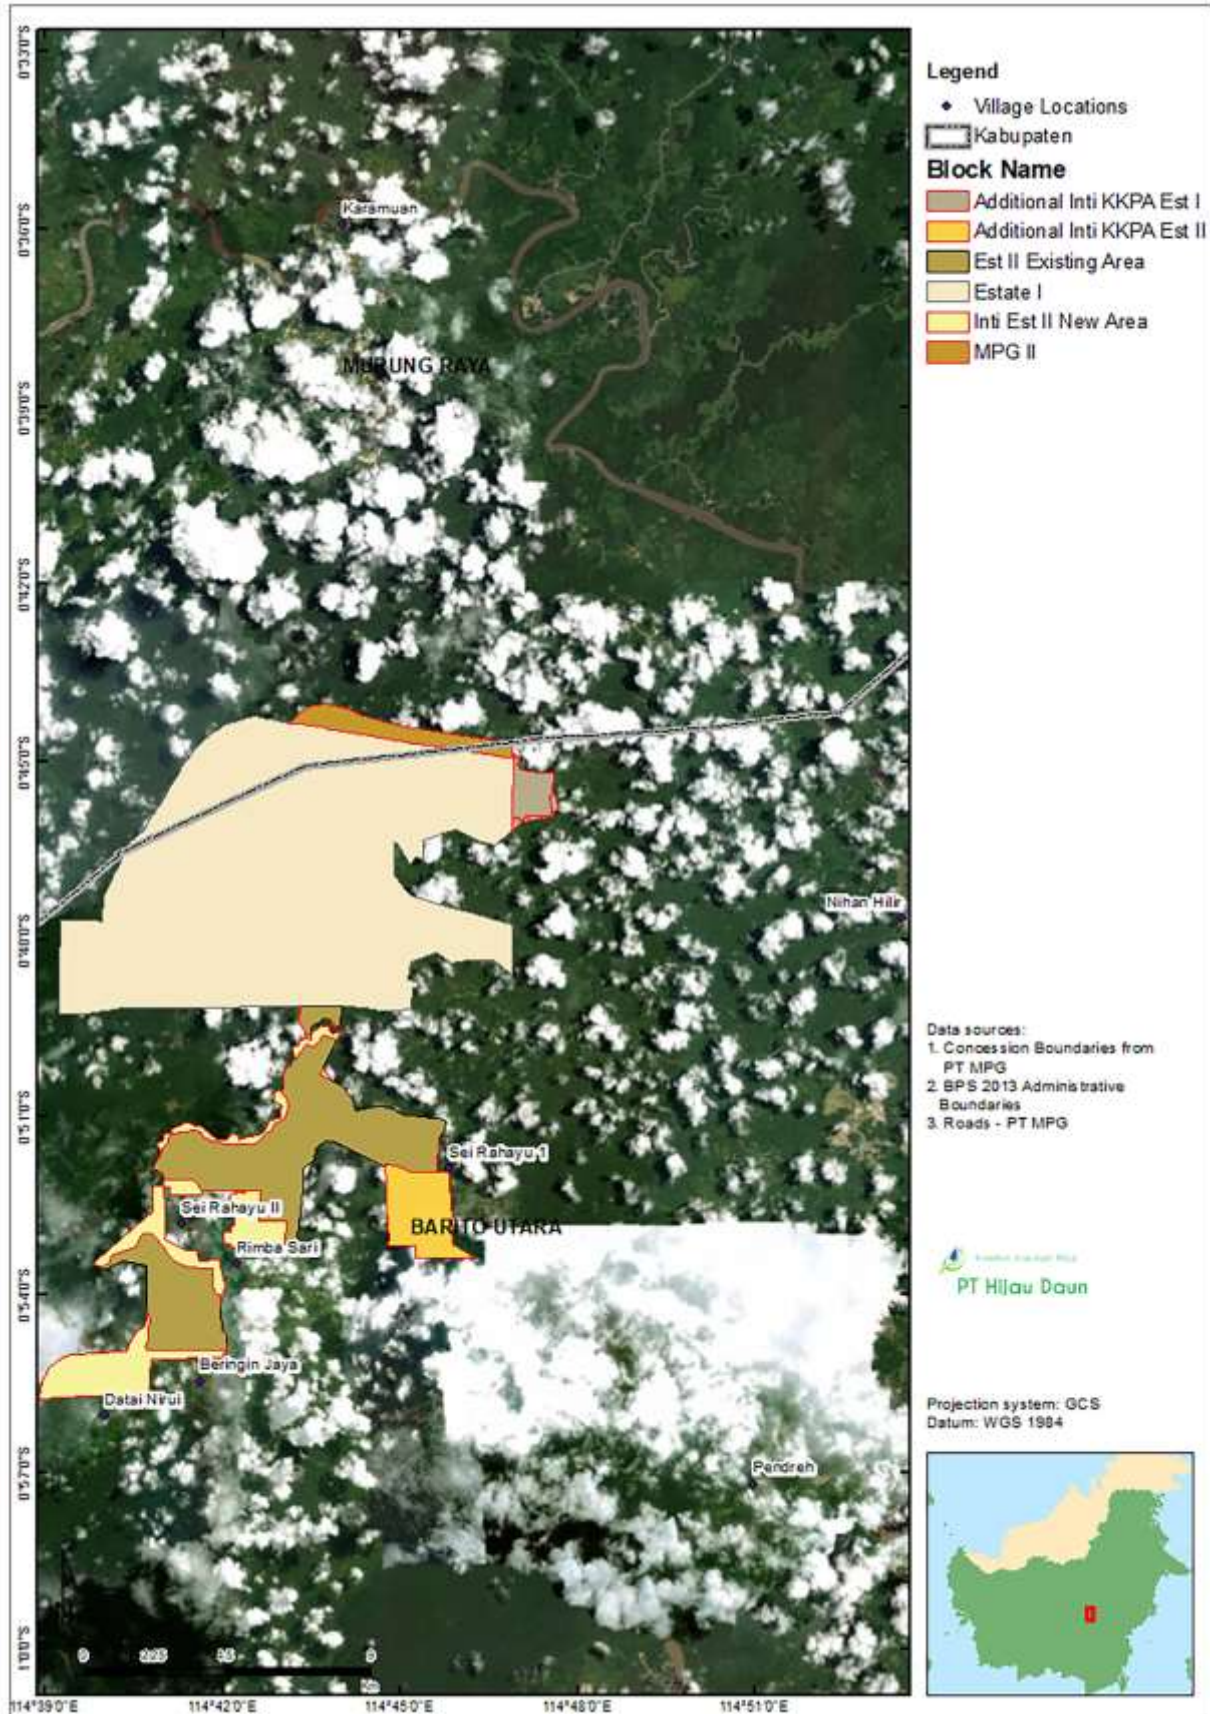 Legend
Village Locations
Kabupaten
Block Name
Additional Inti KKPA Est I
Additional Inti KKPA Est II
Est II Existing Area
Estate I
Inti Est II New Area
MPG II
Karamuan
MURUNG RAYA
Nihan Hilir
Sei Rahayu 1
Sei Rahayu II
BARITO UTARA
Rimba Sari
Beringin Jaya
Datai Nirui
Pendreh
Data sources:
1. Concession Boundaries from
PT MPG
2. BPS 2013 Administrative
Boundaries
3. Roads - PT MPG
PT Hijau Daun
Projection system: GCS
Datum: WGS 1984
114°39'0"E 114°42'0"E 114°45'0"E 114°48'0"E 114°51'0"E